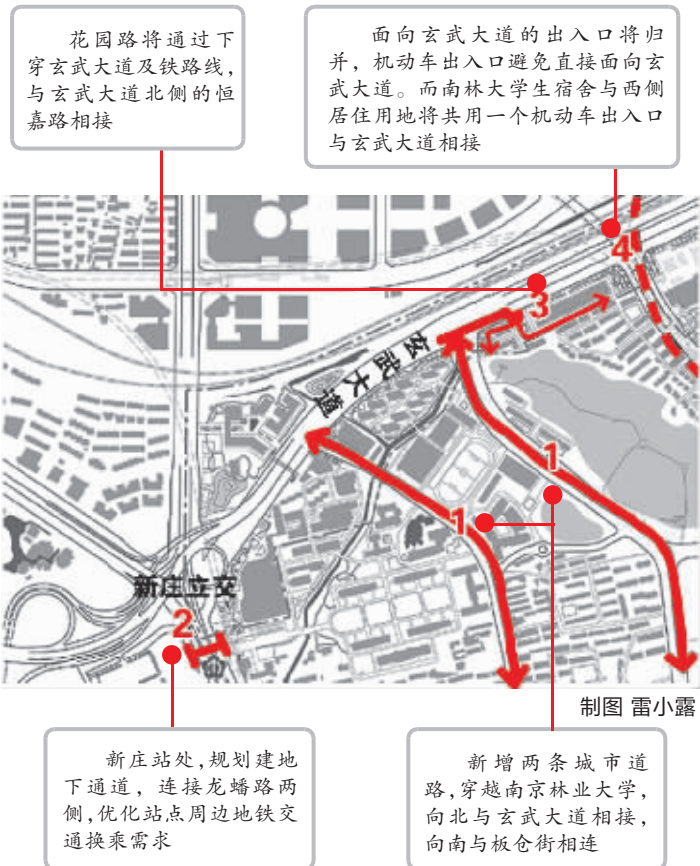 花园路将通过下
穿玄武大道及铁路线，
与玄武大道北侧的恒
嘉路相接
面向玄武大道的出入口将归
并，机动车出入口避免直接面向玄
武大道。而南林大学生宿舍与西侧
居住用地将共用一个机动车出入口
与玄武大道相接
4
3
玄武大道
1
1
新庄立交
2
制图 雷小露
新庄站处，规划建地
下通道，连接龙蟠路两
侧，优化站点周边地铁交
通换乘需求
新增两条城市道
路，穿越南京林业大学，
向北与玄武大道相接，
向南与板仓街相连